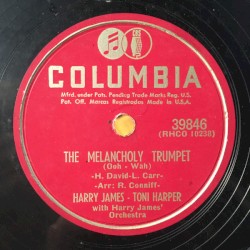 COLUMBIA
Mfrd. under Pats. Pending Trade Marks Reg. U.S.
Pat. Off. Marcas Registradas Made in U.S.A.
39846
(RHCO 10238)
THE MELANCHOLY TRUMPET
(Ooh - Wah)
-H. David-L. Carr-
-Arr: R. Conniff-
HARRY JAMES - TONI HARPER
with Harry James'
Orchestra